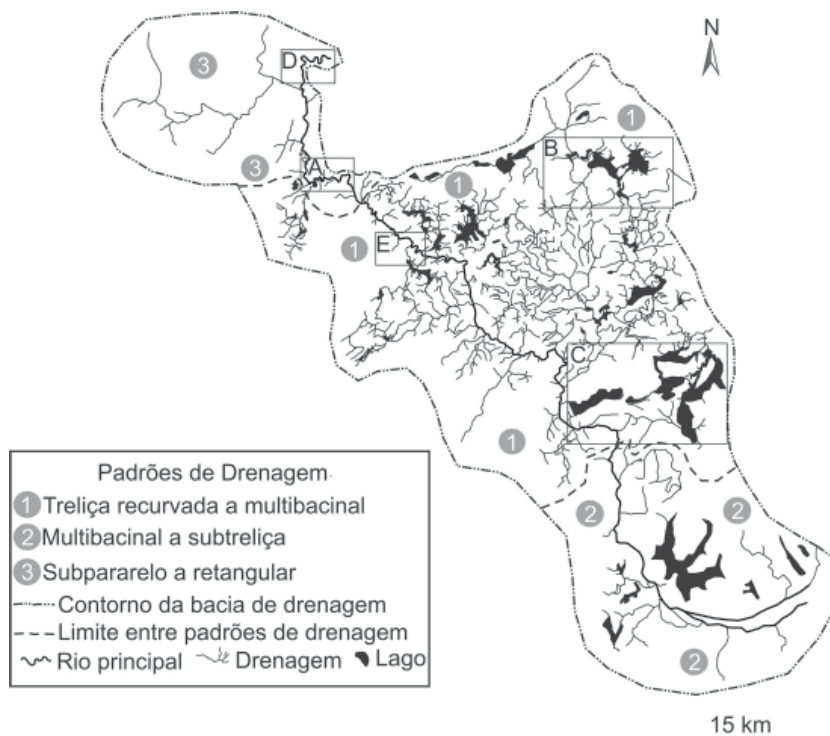 N
3
D
1
B
3
A
1
1
E
C
1
2
2
2
Padrões de Drenagem
1 Treliça recurvada a multibacinal
2 Multibacinal a subtreliça
3 Subpararelo a retangular
Contorno da bacia de drenagem
Limite entre padrões de drenagem
Rio principal Drenagem Lago
15 km